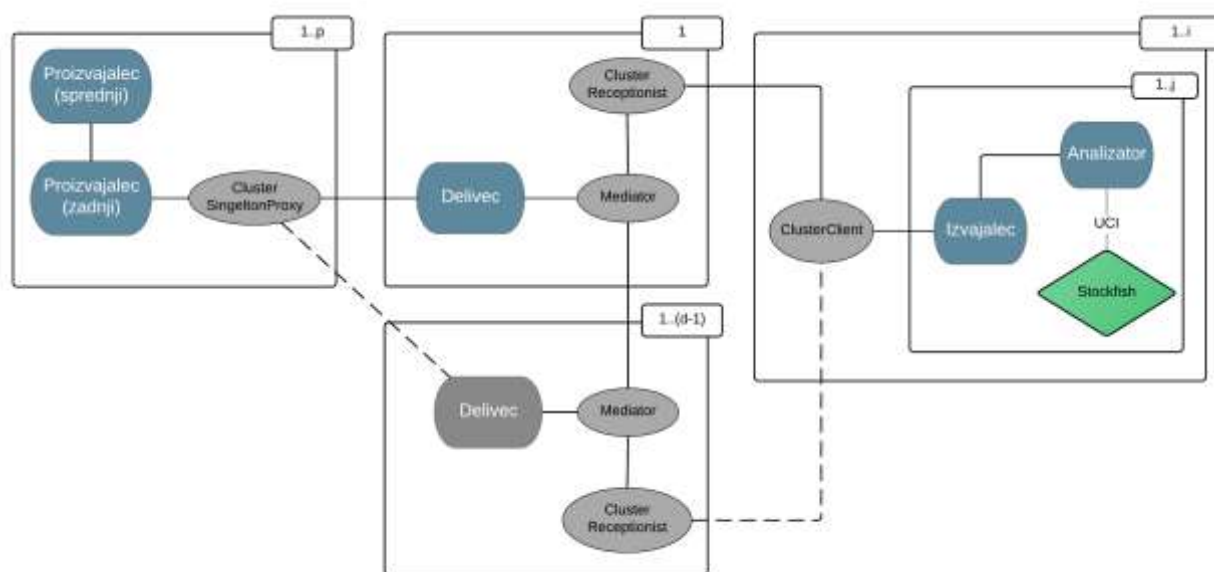 1..p
Proizvajalec
(sprednji)
Proizvajalec
(zadnji)
Cluster
SingeltonProxy
1
Cluster
Receptionist
Delivec
Mediator
1..(d-1)
Delivec
Mediator
Cluster
Receptionist
1..i
1..j
ClusterClient
Izvajalec
Analizator
UCI
Stockfish